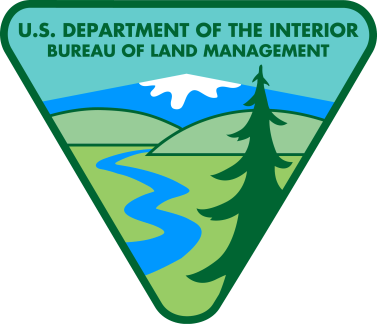 U.S. DEPARTMENT OF THE INTERIOR
BUREAU OF LAND MANAGEMENT